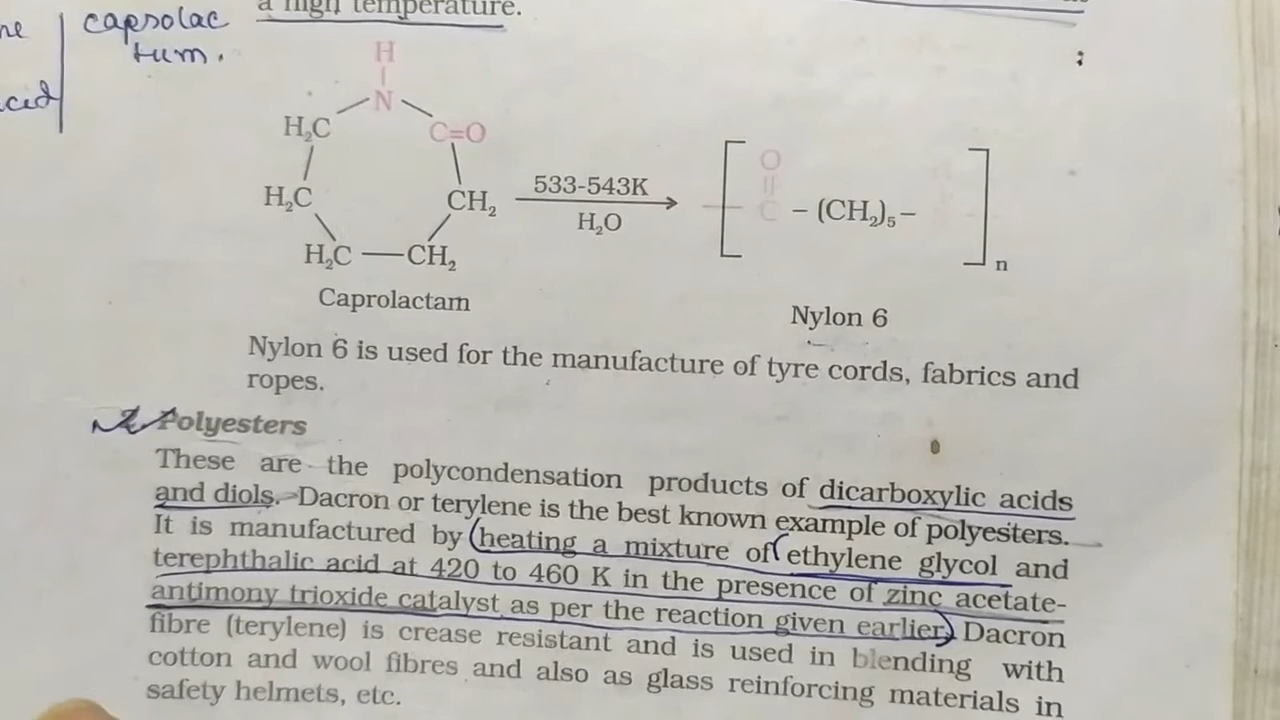 ne capsolac
tum.
cid
a high temperature.
H
N
H₂C C=O
H₂C CH₂
H₂C — CH₂
533-543K
H₂O
O
C – (CH₂)₅ –
n
Caprolactam
Nylon 6
Nylon 6 is used for the manufacture of tyre cords, fabrics and
ropes.
2. Polyesters
These are the polycondensation products of dicarboxylic acids
and diols. Dacron or terylene is the best known example of polyesters.
It is manufactured by heating a mixture of ethylene glycol and
terephthalic acid at 420 to 460 K in the presence of zinc acetate-
antimony trioxide catalyst as per the reaction given earlier. Dacron
fibre (terylene) is crease resistant and is used in blending with
cotton and wool fibres and also as glass reinforcing materials in
safety helmets, etc.